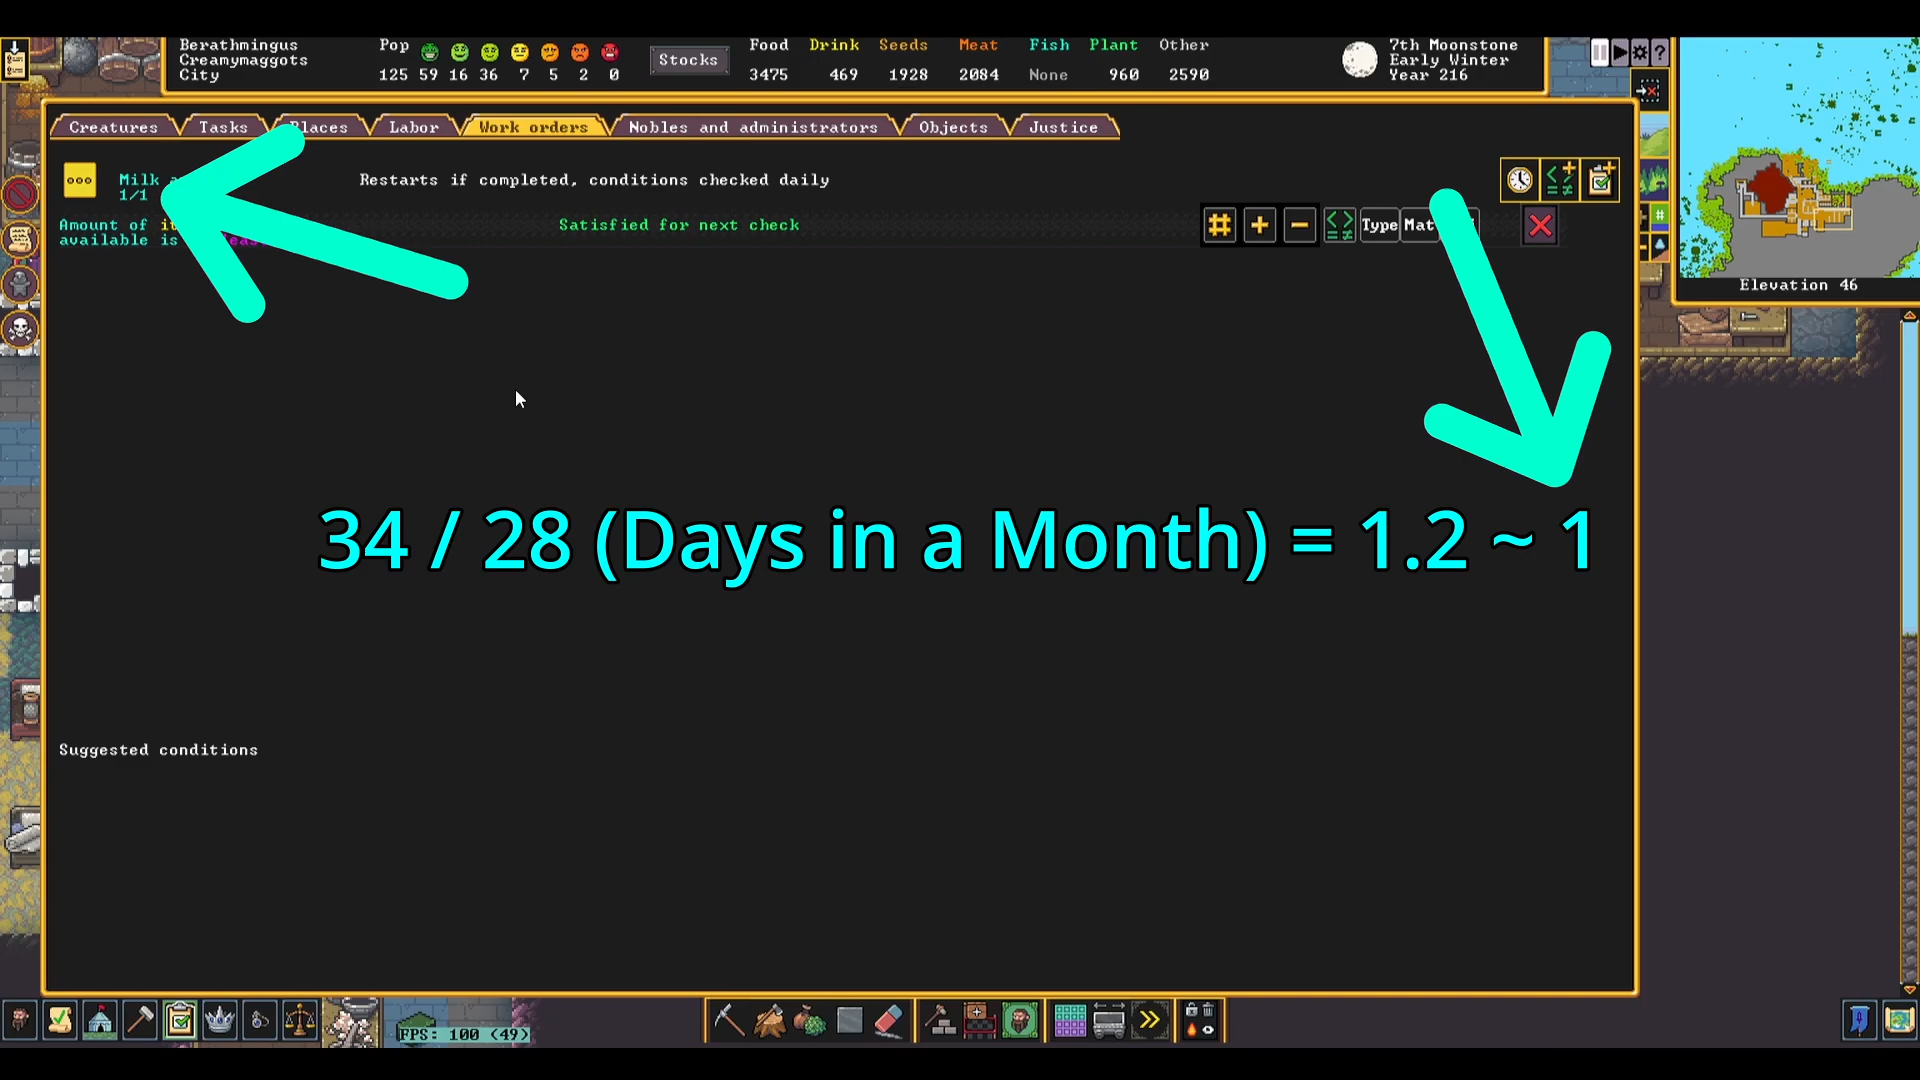 Berathmingus
Creamymaggots
City
Pop
125 59 16 36 7 5 2 0
Stocks
Food Drink Seeds Meat Fish Plant Other
3475 469 1928 2084 None 960 2590
7th Moonstone
Early Winter
Year 216
Creatures Tasks Places Labor Work orders Nobles and administrators Objects Justice
Milk
1/1
Restarts if completed, conditions checked daily
Amount of
available is
Satisfied for next check
Type Mat
Elevation 46
34 / 28 (Days in a Month) = 1.2 ~ 1
Suggested conditions
FPS: 100 (49)